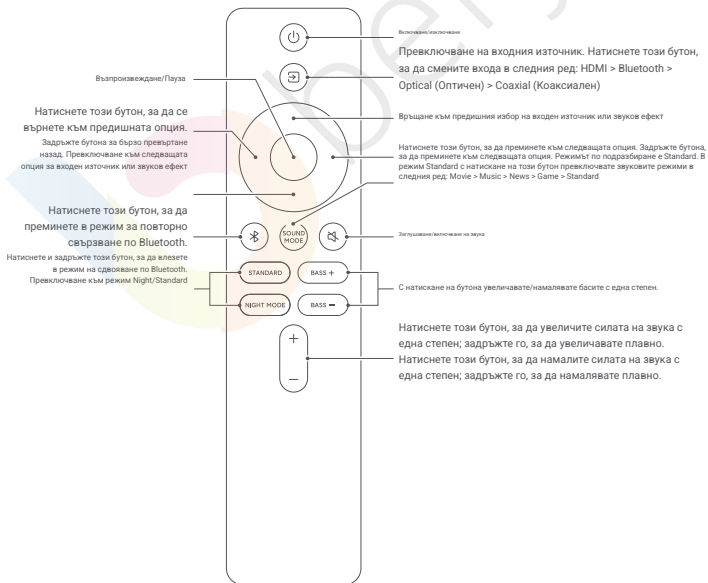 Включване/изключване
Превключване на входния източник. Натиснете този бутон,
за да смените входа в следния ред: HDMI > Bluetooth >
Optical (Оптичен) > Coaxial (Коаксиален)
Възпроизвеждане/Пауза
Натиснете този бутон, за да се
върнете към предишната опция.
Задръжте бутона за бързо превъртане
назад. Превключване към следващата
опция за входен източник или звуков ефект
Връщане към предишния избор на входен източник или звуков ефект
Натиснете този бутон, за да преминете към следващата опция. Задръжте бутона,
за да преминете към следващата опция. Режимът по подразбиране е Standard. В
режим Standard с натискане на този бутон превключвате звуковите режими в
следния ред: Movie > Music > News > Game > Standard
Натиснете този бутон, за да
преминете в режим за повторно
свързване по Bluetooth.
Натиснете и задръжте този бутон, за да влезете
в режим на сдвояване по Bluetooth.
Превключване към режим Night/Standard
SOUND
MODE
Заглушаване/включване на звука
STANDARD
BASS +
NIGHT MODE
BASS −
С натискане на бутона увеличавате/намалявате басите с една степен.
+
−
Натиснете този бутон, за да увеличите силата на звука с
една степен; задръжте го, за да увеличавате плавно.
Натиснете този бутон, за да намалите силата на звука с
една степен; задръжте го, за да намалявате плавно.